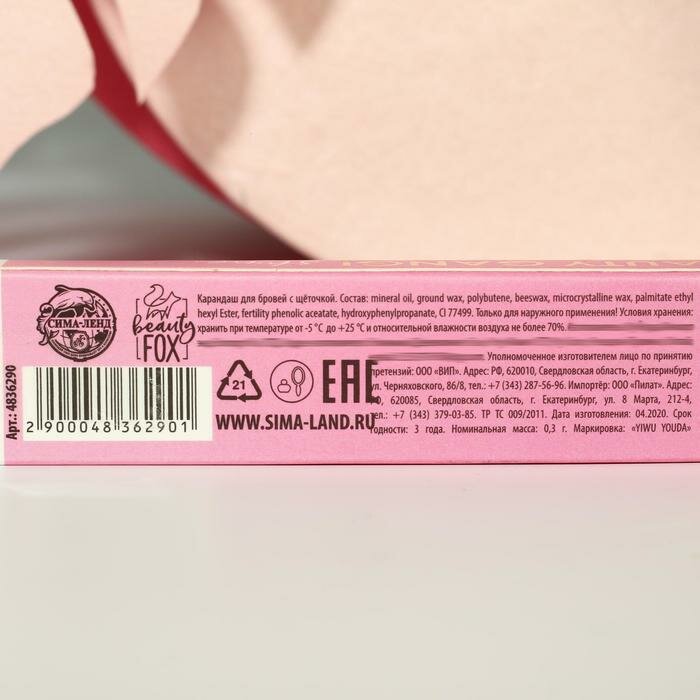 AUTY GANG
СИМА-ЛЕНД
beauty
FOX
Карандаш для бровей с щёточкой. Состав: mineral oil, ground wax, polybutene, beeswax, microcrystalline wax, palmitate ethyl
hexyl Ester, fertility phenolic aceatate, hydroxyphenylpropanate, CI 77499. Только для наружного применения! Условия хранения:
хранить при температуре от -5 °C до +25 °C и относительной влажности воздуха не более 70%.
Уполномоченное изготовителем лицо по принятию
претензий: ООО «ВИП». Адрес: РФ, 620010, Свердловская область, г. Екатеринбург,
ул. Черняховского, 86/8, тел.: +7 (343) 287-56-96. Импортёр: ООО «Пилат». Адрес:
РФ, 620085, Свердловская область, г. Екатеринбург, ул. 8 Марта, 212-4,
тел.: +7 (343) 379-03-85. ТР ТС 009/2011. Дата изготовления: 04.2020. Срок
годности: 3 года. Номинальная масса: 0,3 г. Маркировка: «YIWU YOUDA»
Арт.: 4836290
2 900048 362901
21
EAC
WWW.SIMA-LAND.RU